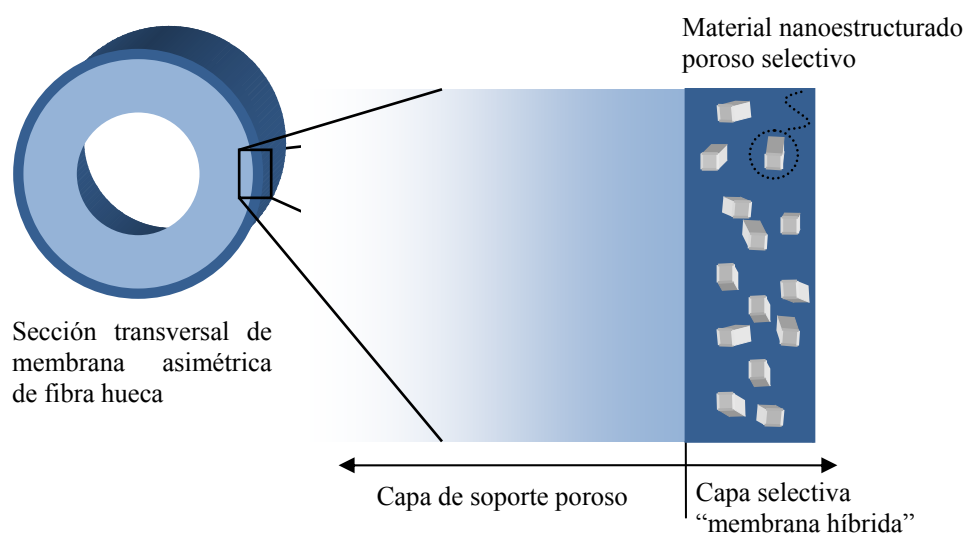 Material nanoestructurado
poroso selectivo
Sección transversal de
membrana asimétrica
de fibra hueca
Capa de soporte poroso
Capa selectiva
“membrana híbrida”